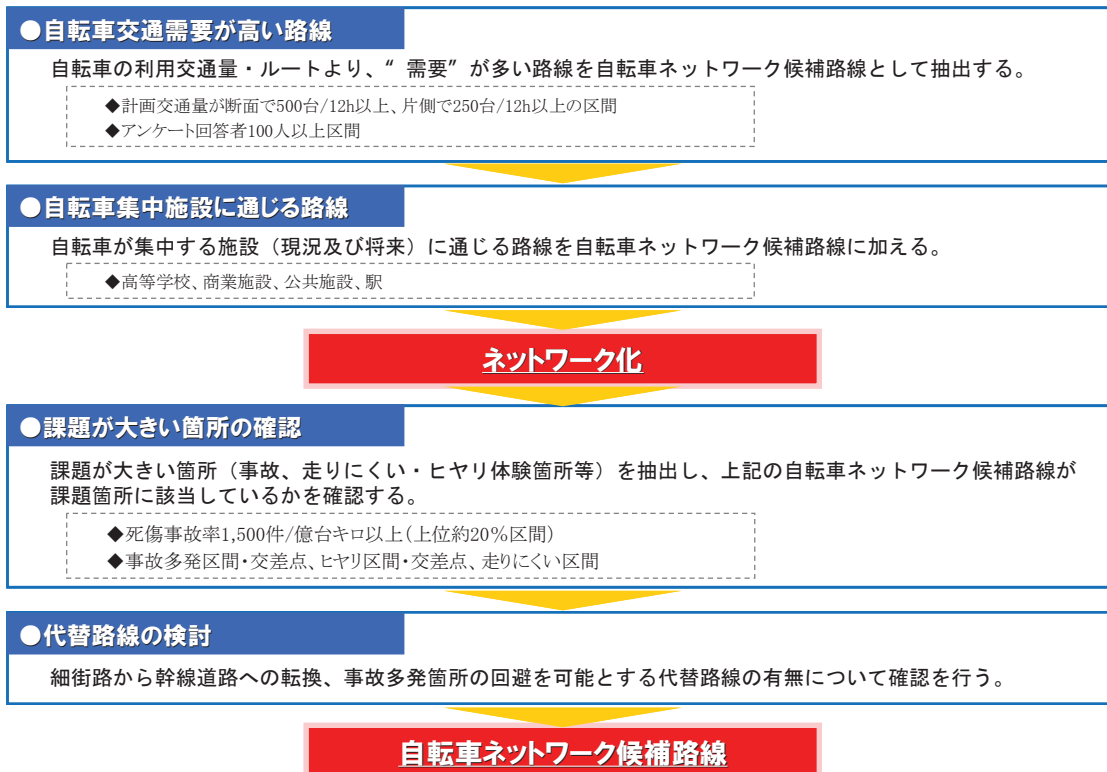 ●自転車交通需要が高い路線
自転車の利用交通量・ルートより、“ 需要”が多い路線を自転車ネットワーク候補路線として抽出する。
◆計画交通量が断面で500台/12h以上、片側で250台/12h以上の区間
◆アンケート回答者100人以上区間
●自転車集中施設に通じる路線
自転車が集中する施設（現況及び将来）に通じる路線を自転車ネットワーク候補路線に加える。
◆高等学校、商業施設、公共施設、駅
ネットワーク化
●課題が大きい箇所の確認
課題が大きい箇所（事故、走りにくい・ヒヤリ体験箇所等）を抽出し、上記の自転車ネットワーク候補路線が
課題箇所に該当しているかを確認する。
◆死傷事故率1,500件/億台キロ以上（上位約20％区間）
◆事故多発区間・交差点、ヒヤリ区間・交差点、走りにくい区間
●代替路線の検討
細街路から幹線道路への転換、事故多発箇所の回避を可能とする代替路線の有無について確認を行う。
自転車ネットワーク候補路線